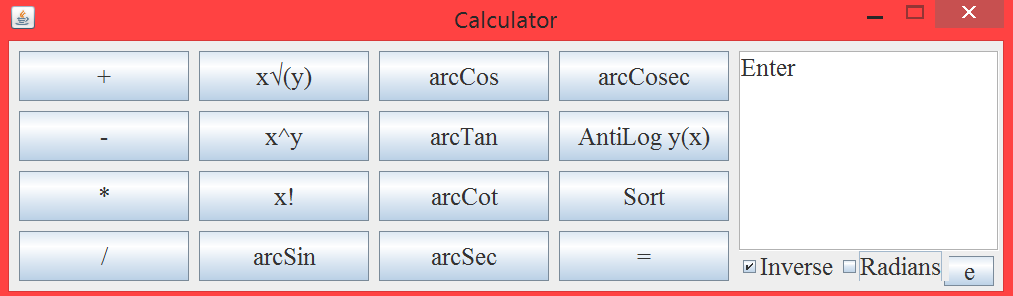 Calculator
+ x√(y) arcCos arcCosec Enter
- x^y arcTan AntiLog y(x)
* x! arcCot Sort
/ arcSin arcSec =
Inverse Radians e